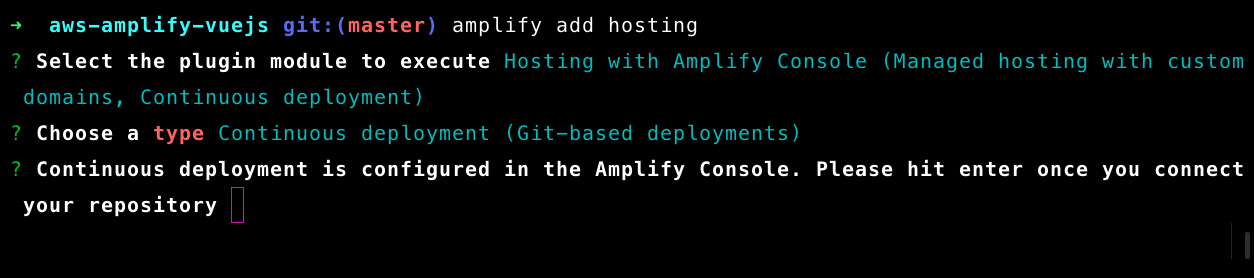 ➜  aws-amplify-vuejs git:(master) amplify add hosting
? Select the plugin module to execute Hosting with Amplify Console (Managed hosting with custom
domains, Continuous deployment)
? Choose a type Continuous deployment (Git-based deployments)
? Continuous deployment is configured in the Amplify Console. Please hit enter once you connect
your repository